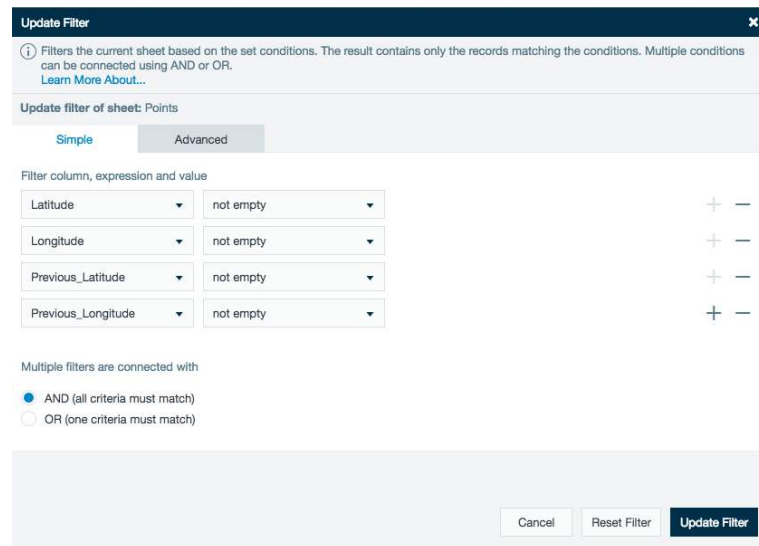 Update Filter
Filters the current sheet based on the set conditions. The result contains only the records matching the conditions. Multiple conditions
can be connected using AND or OR.
Learn More About...
Update filter of sheet: Points
Simple Advanced
Filter column, expression and value
Latitude not empty
Longitude not empty
Previous_Latitude not empty
Previous_Longitude not empty
Multiple filters are connected with
AND (all criteria must match)
OR (one criteria must match)
Cancel Reset Filter Update Filter